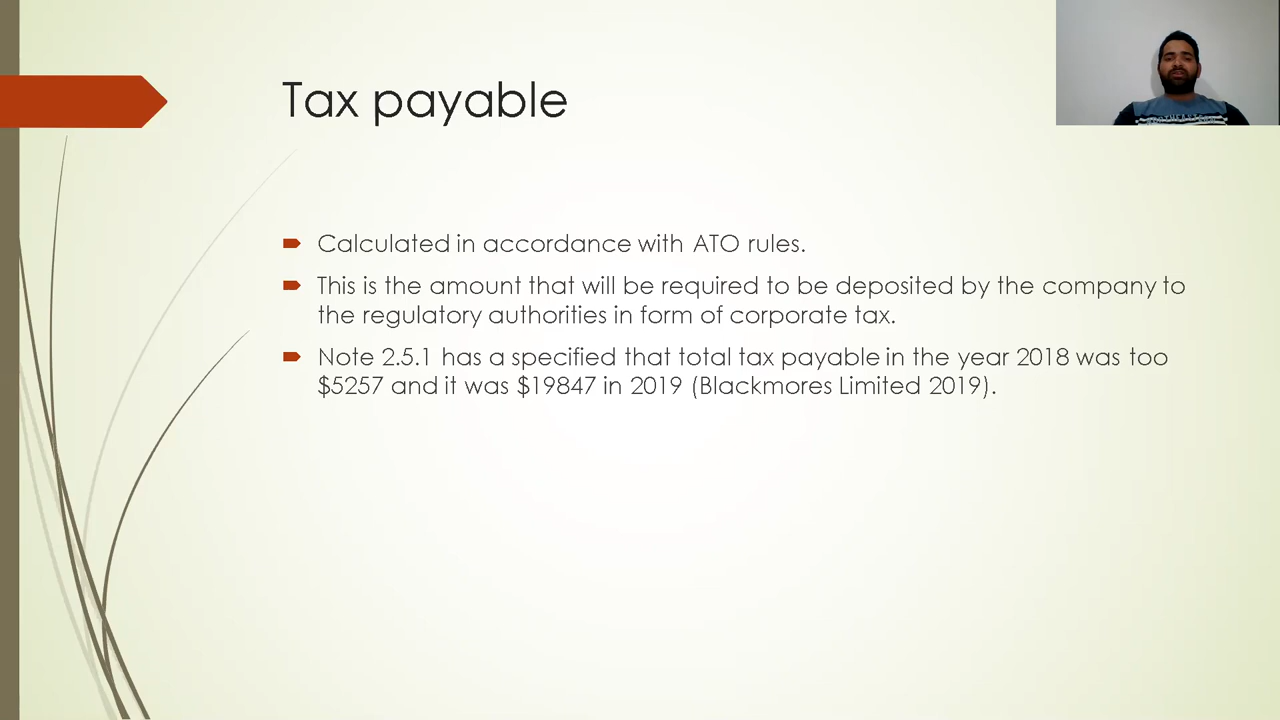 Tax payable
Calculated in accordance with ATO rules.
This is the amount that will be required to be deposited by the company to
the regulatory authorities in form of corporate tax.
Note 2.5.1 has a specified that total tax payable in the year 2018 was too
$5257 and it was $19847 in 2019 (Blackmores Limited 2019).